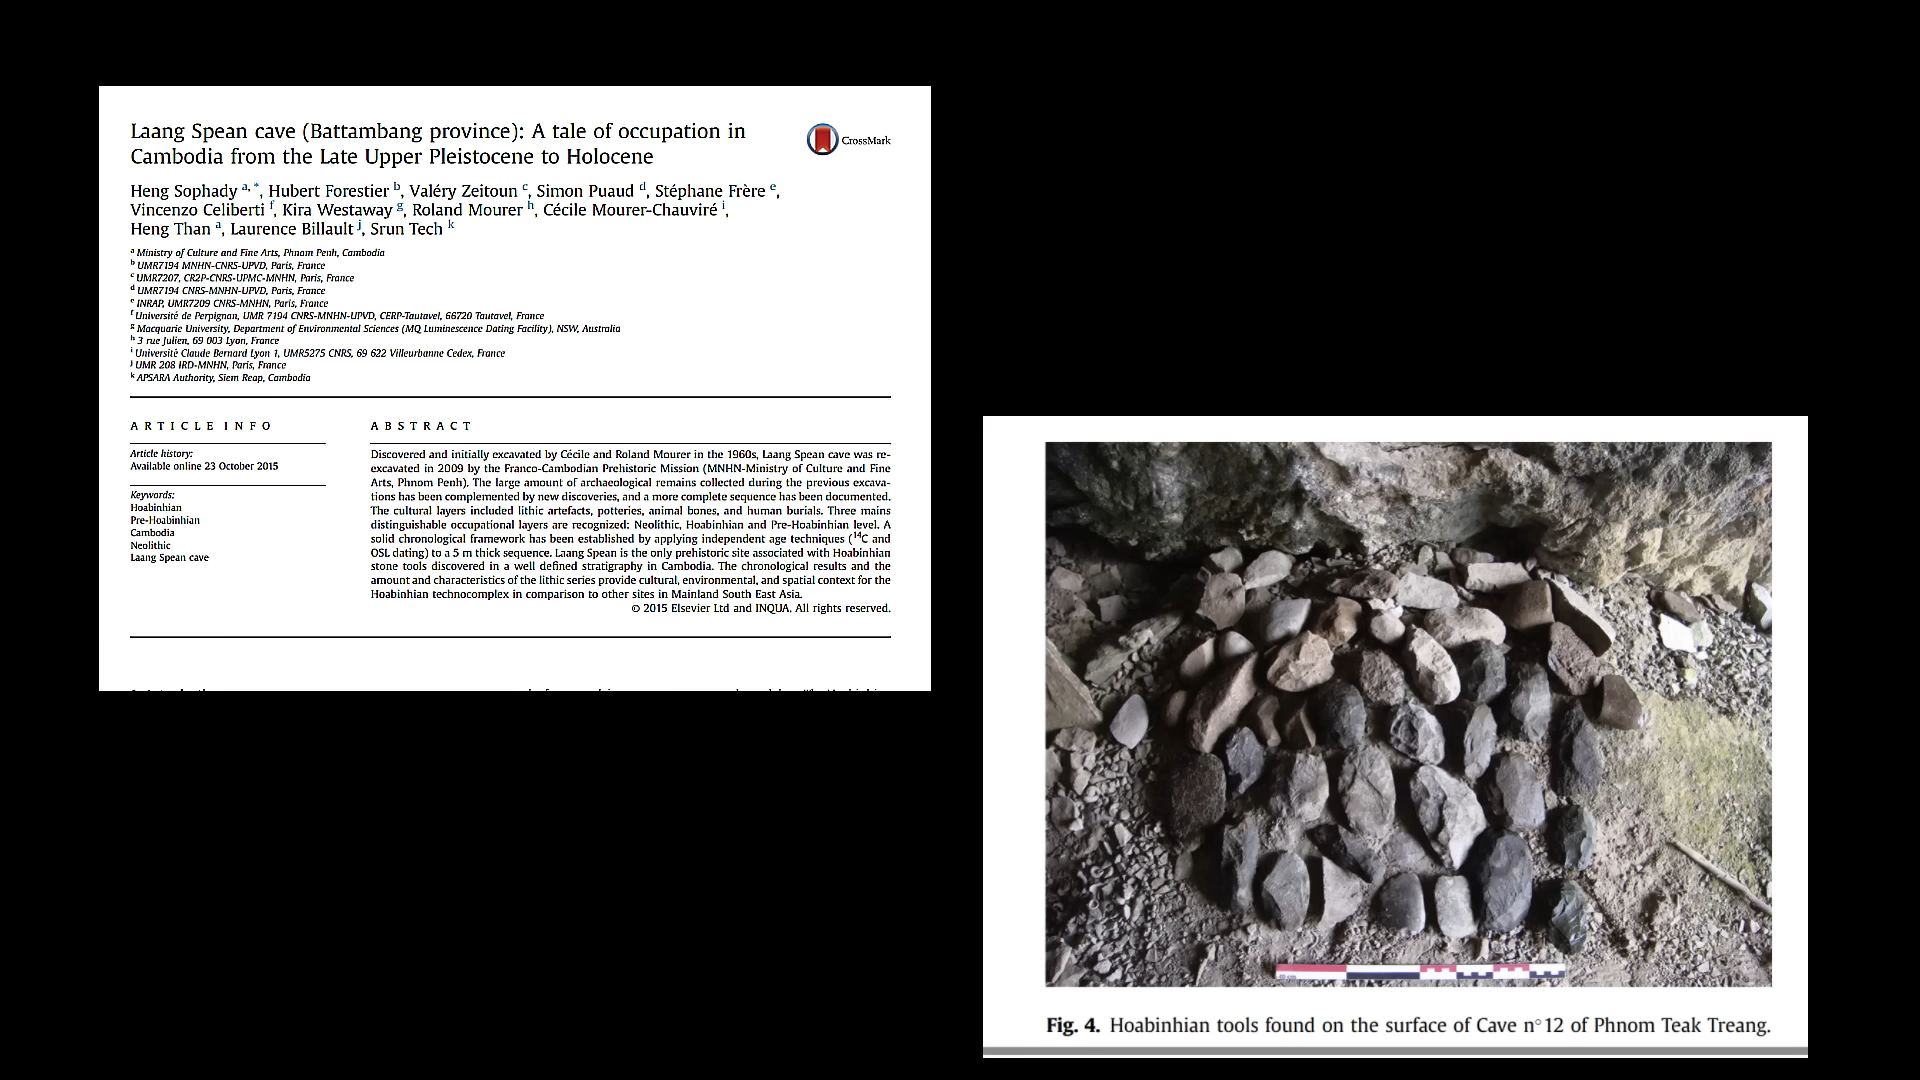 Laang Spean cave (Battambang province): A tale of occupation in
Cambodia from the Late Upper Pleistocene to Holocene
CrossMark
Heng Sophady a, *, Hubert Forestier b, Valéry Zeitoun c, Simon Puaud d, Stéphane Frère e,
Vincenzo Celiberti f, Kira Westaway g, Roland Mourer h, Cécile Mourer-Chauviré i,
Heng Than a, Laurence Billault j, Srun Tech k
a Ministry of Culture and Fine Arts, Phnom Penh, Cambodia
b UMR7194 MNHN-CNRS-UPVD, Paris, France
c UMR7207, CR2P-CNRS-UPMC-MNHN, Paris, France
d UMR7194 CNRS-MNHN-UPVD, Paris, France
e INRAP, UMR7209 CNRS-MNHN, Paris, France
f Université de Perpignan, UMR 7194 CNRS-MNHN-UPVD, CERP-Tautavel, 66720 Tautavel, France
g Macquarie University, Department of Environmental Sciences (MQ Luminescence Dating Facility), NSW, Australia
h 3 rue Julien, 69 003 Lyon, France
i Université Claude Bernard Lyon 1, UMR5275 CNRS, 69 622 Villeurbanne Cedex, France
j UMR 208 IRD-MNHN, Paris, France
k APSARA Authority, Siem Reap, Cambodia
ARTICLE INFO
Article history:
Available online 23 October 2015
Keywords:
Hoabinhian
Pre-Hoabinhian
Cambodia
Neolithic
Laang Spean cave
ABSTRACT
Discovered and initially excavated by Cécile and Roland Mourer in the 1960s, Laang Spean cave was re-
excavated in 2009 by the Franco-Cambodian Prehistoric Mission (MNHN-Ministry of Culture and Fine
Arts, Phnom Penh). The large amount of archaeological remains collected during the previous excava-
tions has been complemented by new discoveries, and a more complete sequence has been documented.
The cultural layers included lithic artefacts, potteries, animal bones, and human burials. Three mains
distinguishable occupational layers are recognized: Neolithic, Hoabinhian and Pre-Hoabinhian level. A
solid chronological framework has been established by applying independent age techniques (14C and
OSL dating) to a 5 m thick sequence. Laang Spean is the only prehistoric site associated with Hoabinhian
stone tools discovered in a well defined stratigraphy in Cambodia. The chronological results and the
amount and characteristics of the lithic series provide cultural, environmental, and spatial context for the
Hoabinhian technocomplex in comparison to other sites in Mainland South East Asia.
© 2015 Elsevier Ltd and INQUA. All rights reserved.
Fig. 4. Hoabinhian tools found on the surface of Cave n°12 of Phnom Teak Treang.